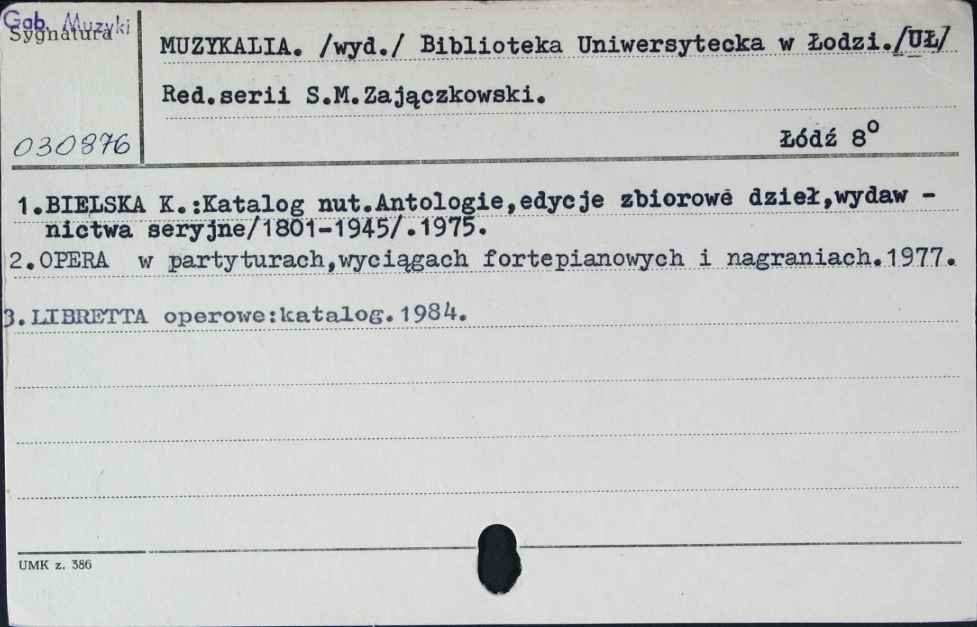 Gab. Muzyki
Sygnatura
MUZYKALIA. /wyd./ Biblioteka Uniwersytecka w Łodzi./UŁ/
Red.serii S.M.Zajączkowski.
030876
Łódź 8º
1.BIELSKA K.:Katalog nut.Antologie,edycje zbiorowe dzieł,wydaw -
nictwa seryjne/1801-1945/.1975.
2.OPERA w partyturach,wyciągach fortepianowych i nagraniach.1977.
3.LIBRETTA operowe:katalog.1984.
UMK z. 386